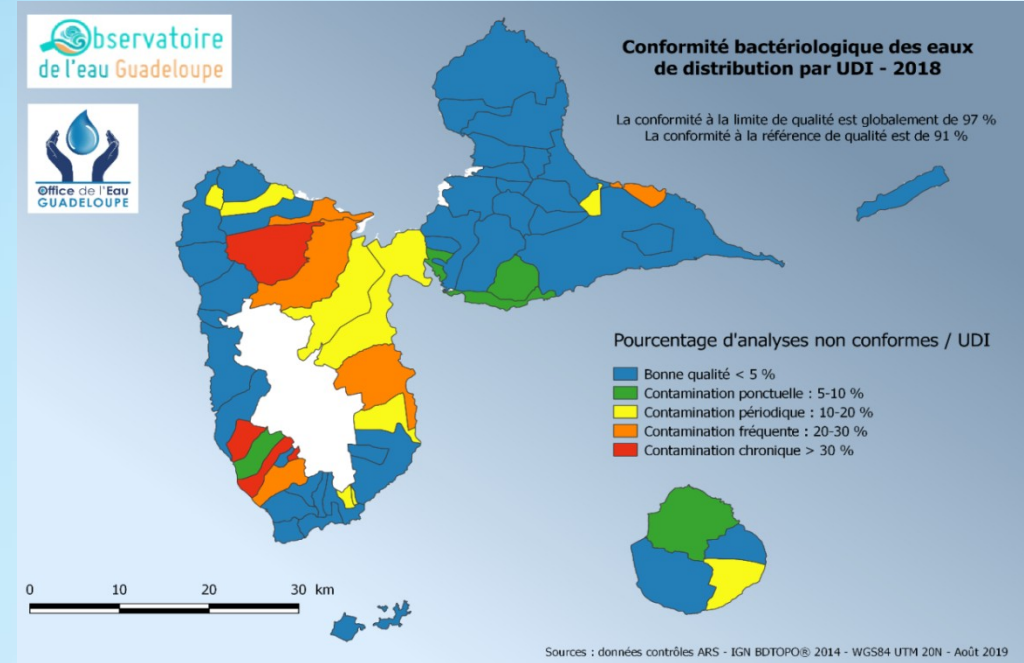 Observatoire
de l'eau Guadeloupe
Office de l'Eau
GUADELOUPE
Conformité bactériologique des eaux
de distribution par UDI - 2018
La conformité à la limite de qualité est globalement de 97 %
La conformité à la référence de qualité est de 91 %
Pourcentage d'analyses non conformes / UDI
Bonne qualité < 5 %
Contamination ponctuelle : 5-10 %
Contamination périodique : 10-20 %
Contamination fréquente : 20-30 %
Contamination chronique > 30 %
0 10 20 30 km
Sources : données contrôles ARS - IGN BDTOPO® 2014 - WGS84 UTM 20N - Août 2019